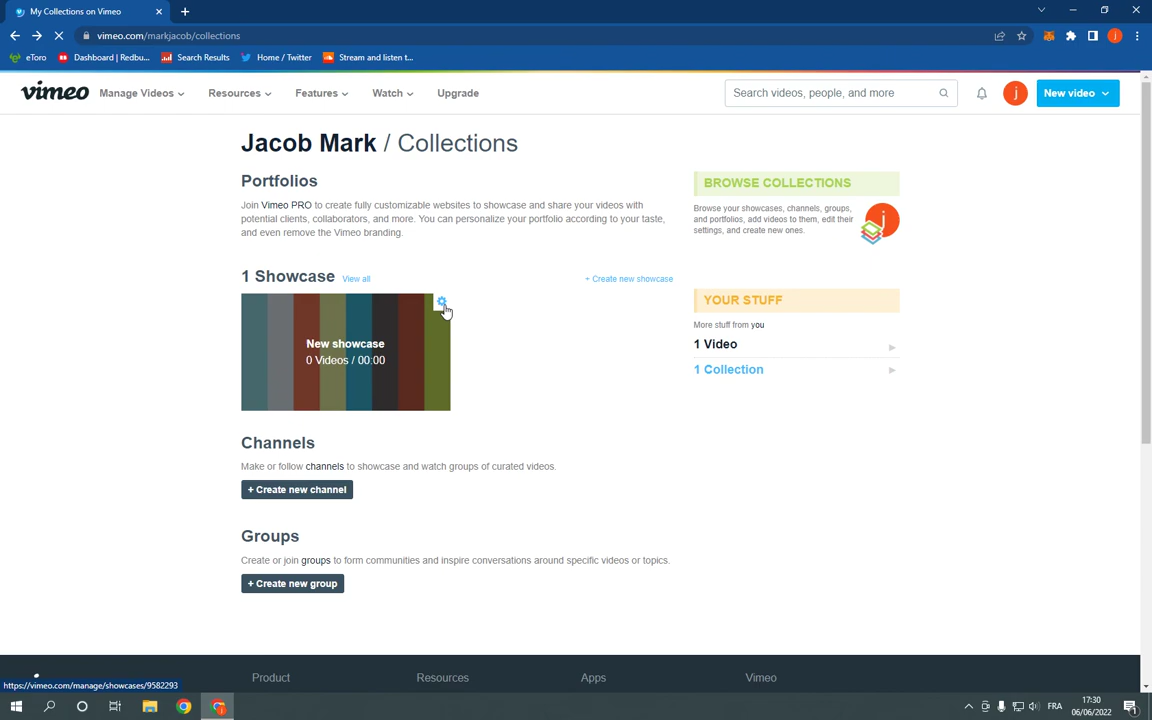 My Collections on Vimeo
vimeo.com/markjacob/collections
eToro
Dashboard | Redbu...
Search Results
Home / Twitter
Stream and listen t...
vimeo
Manage Videos
Resources
Features
Watch
Upgrade
Search videos, people, and more
j
New video
Jacob Mark / Collections
Portfolios
Join Vimeo PRO to create fully customizable websites to showcase and share your videos with
potential clients, collaborators, and more. You can personalize your portfolio according to your taste,
and even remove the Vimeo branding.
BROWSE COLLECTIONS
Browse your showcases, channels, groups,
and portfolios, add videos to them, edit their
settings, and create new ones.
j
1 Showcase View all
+ Create new showcase
New showcase
0 Videos / 00:00
YOUR STUFF
More stuff from you
1 Video
1 Collection
Channels
Make or follow channels to showcase and watch groups of curated videos.
+ Create new channel
Groups
Create or join groups to form communities and inspire conversations around specific videos or topics.
+ Create new group
Product
Resources
Apps
Vimeo
https://vimeo.com/manage/showcases/9582293
FRA
17:30
06/06/2022